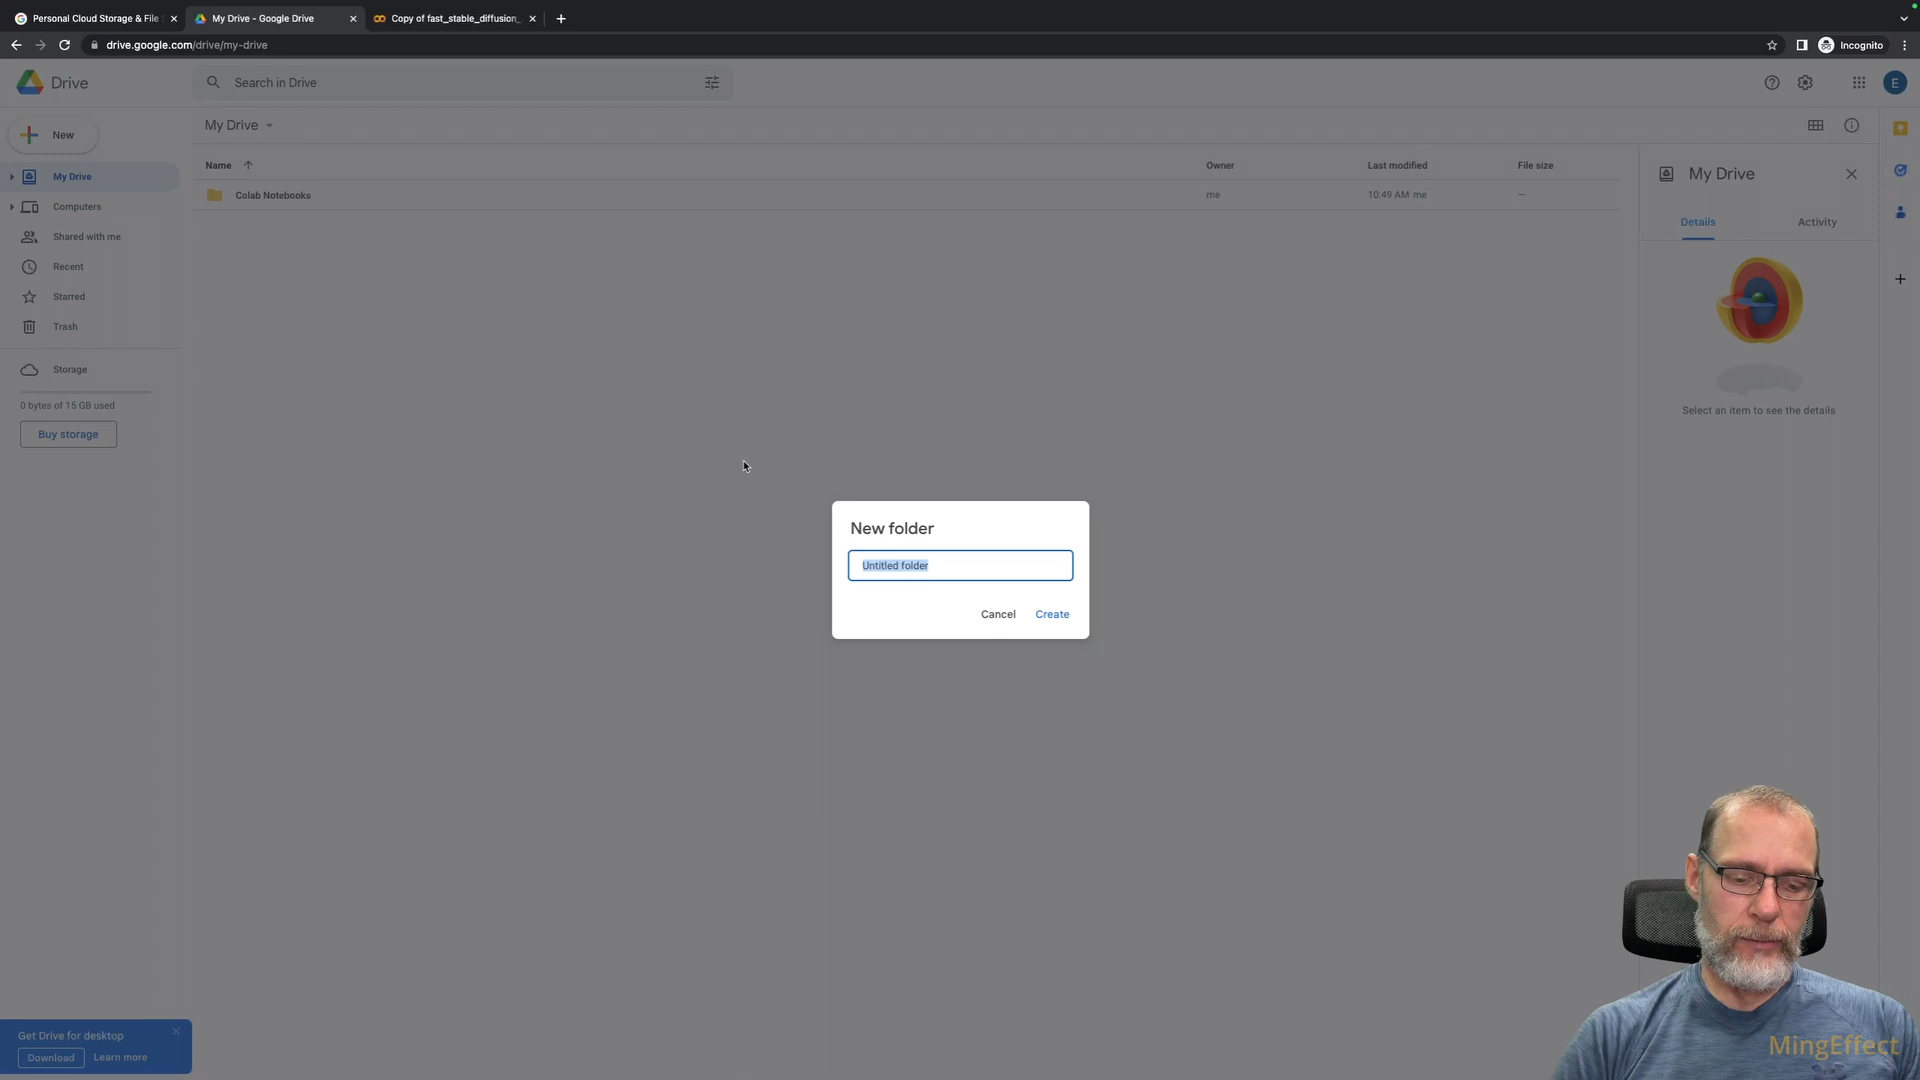 Personal Cloud Storage & File
My Drive - Google Drive
Copy of fast_stable_diffusion_
drive.google.com/drive/my-drive
Incognito
Drive
Search in Drive
E
New
My Drive
Name
Owner
Last modified
File size
My Drive
My Drive
Colab Notebooks
me
10:49 AM me
—
Computers
Details
Activity
Shared with me
Recent
Starred
Trash
Storage
0 bytes of 15 GB used
Select an item to see the details
Buy storage
New folder
Untitled folder
Cancel
Create
Get Drive for desktop
Download
Learn more
MingEffect